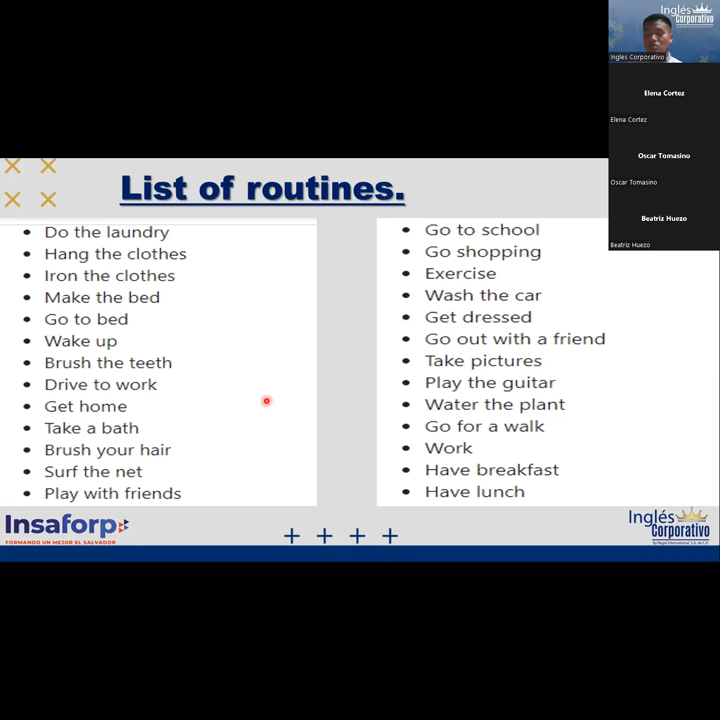 Inglés
Corporativo
Ingles Corporativo
Elena Cortez
Elena Cortez
Oscar Tomasino
Oscar Tomasino
Beatriz Huezo
Beatriz Huezo
List of routines.
Do the laundry
Hang the clothes
Iron the clothes
Make the bed
Go to bed
Wake up
Brush the teeth
Drive to work
Get home
Take a bath
Brush your hair
Surf the net
Play with friends
Go to school
Go shopping
Exercise
Wash the car
Get dressed
Go out with a friend
Take pictures
Play the guitar
Water the plant
Go for a walk
Work
Have breakfast
Have lunch
Insaforp
FORMANDO UN MEJOR EL SALVADOR
Inglés
Corporativo